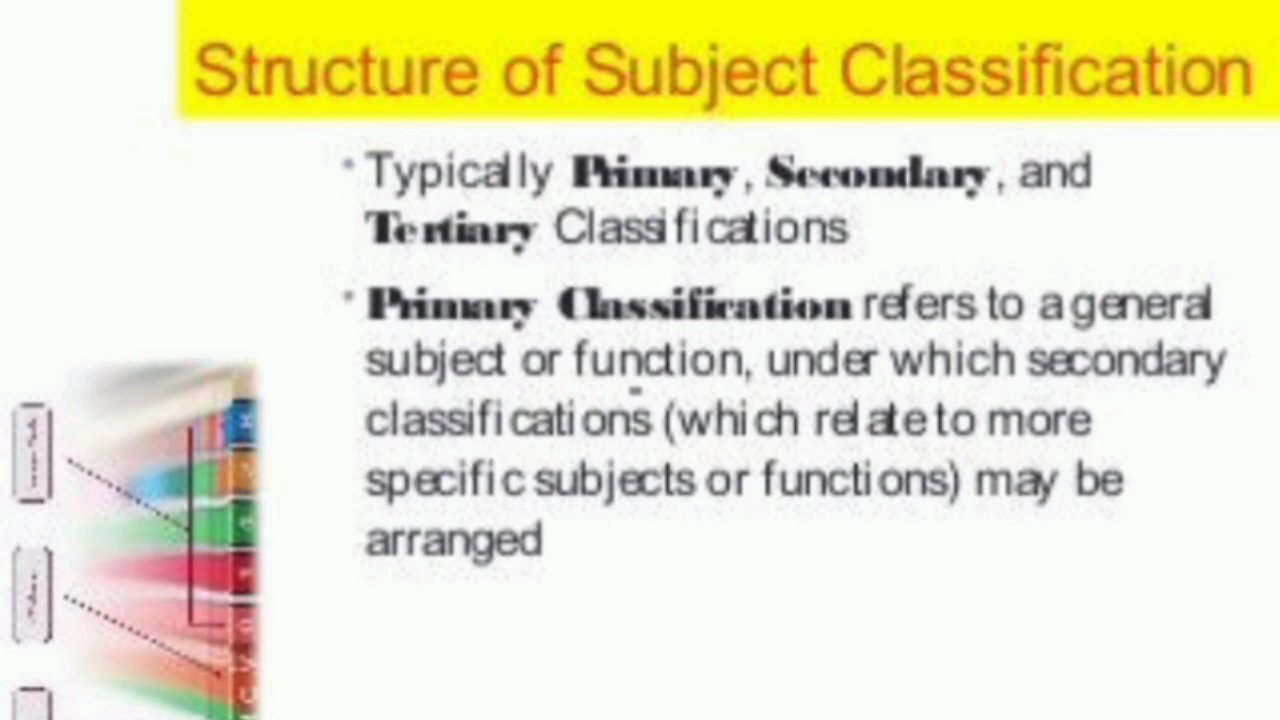 Structure of Subject Classification
Typically Primary, Secondary, and
Tertiary Classifications
Primary Classification refers to a general
subject or function, under which secondary
classifications (which relate to more
specific subjects or functions) may be
arranged